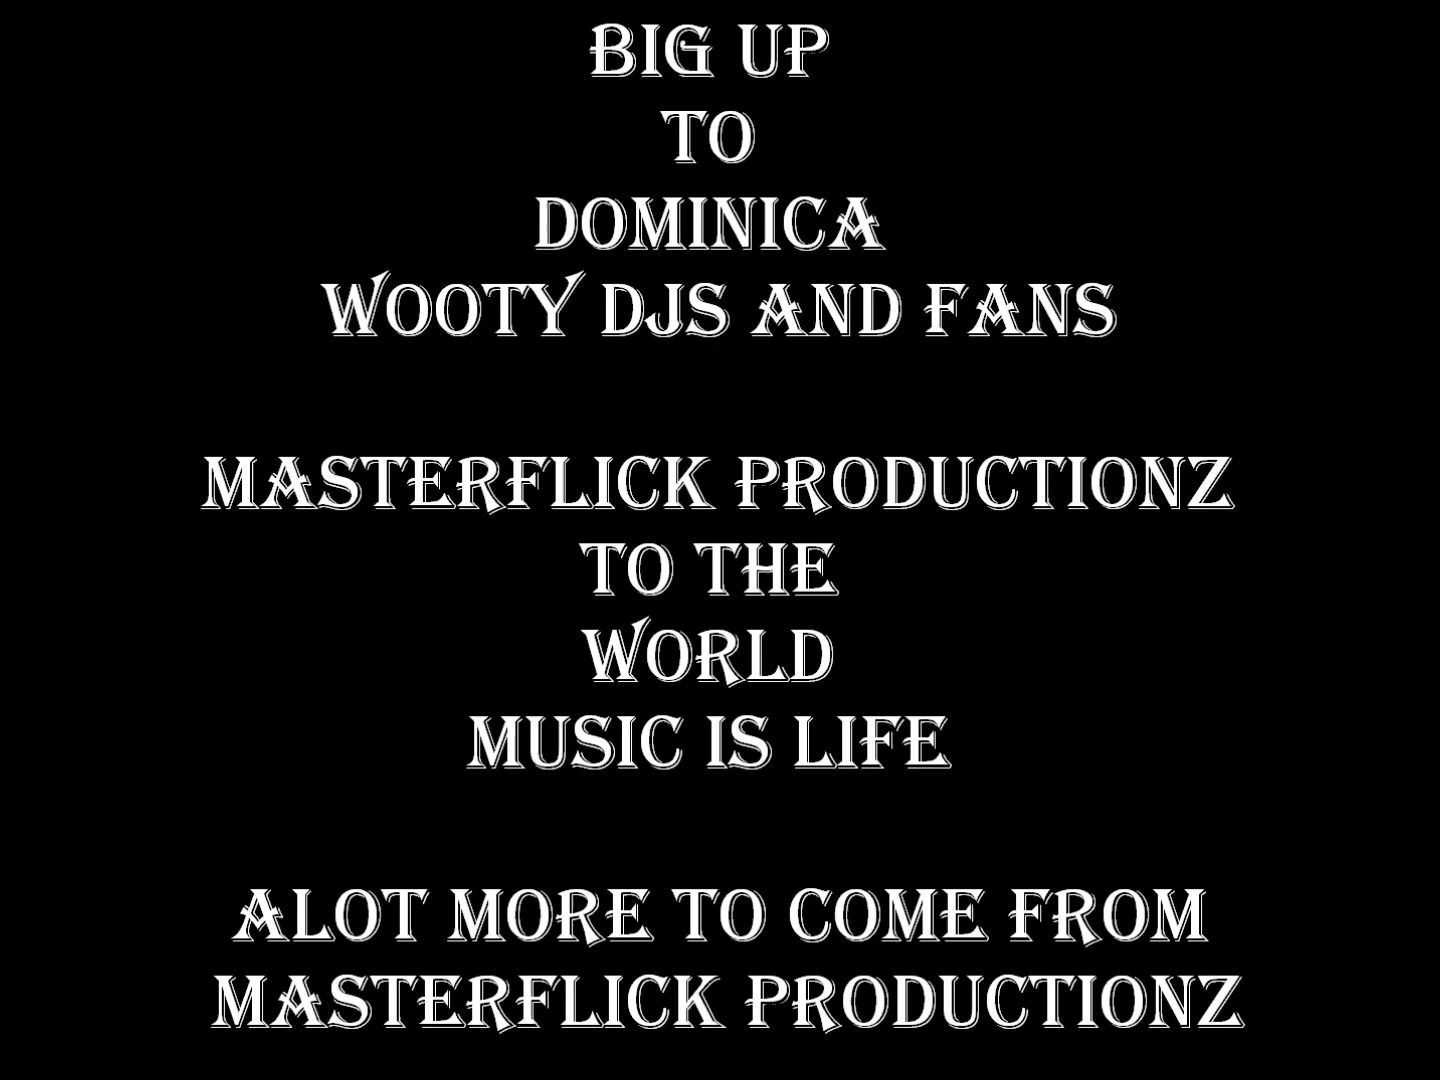 BIG UP
TO
DOMINICA
WOOTY DJS AND FANS
MASTERFLICK PRODUCTIONZ
TO THE
WORLD
MUSIC IS LIFE
ALOT MORE TO COME FROM
MASTERFLICK PRODUCTIONZ